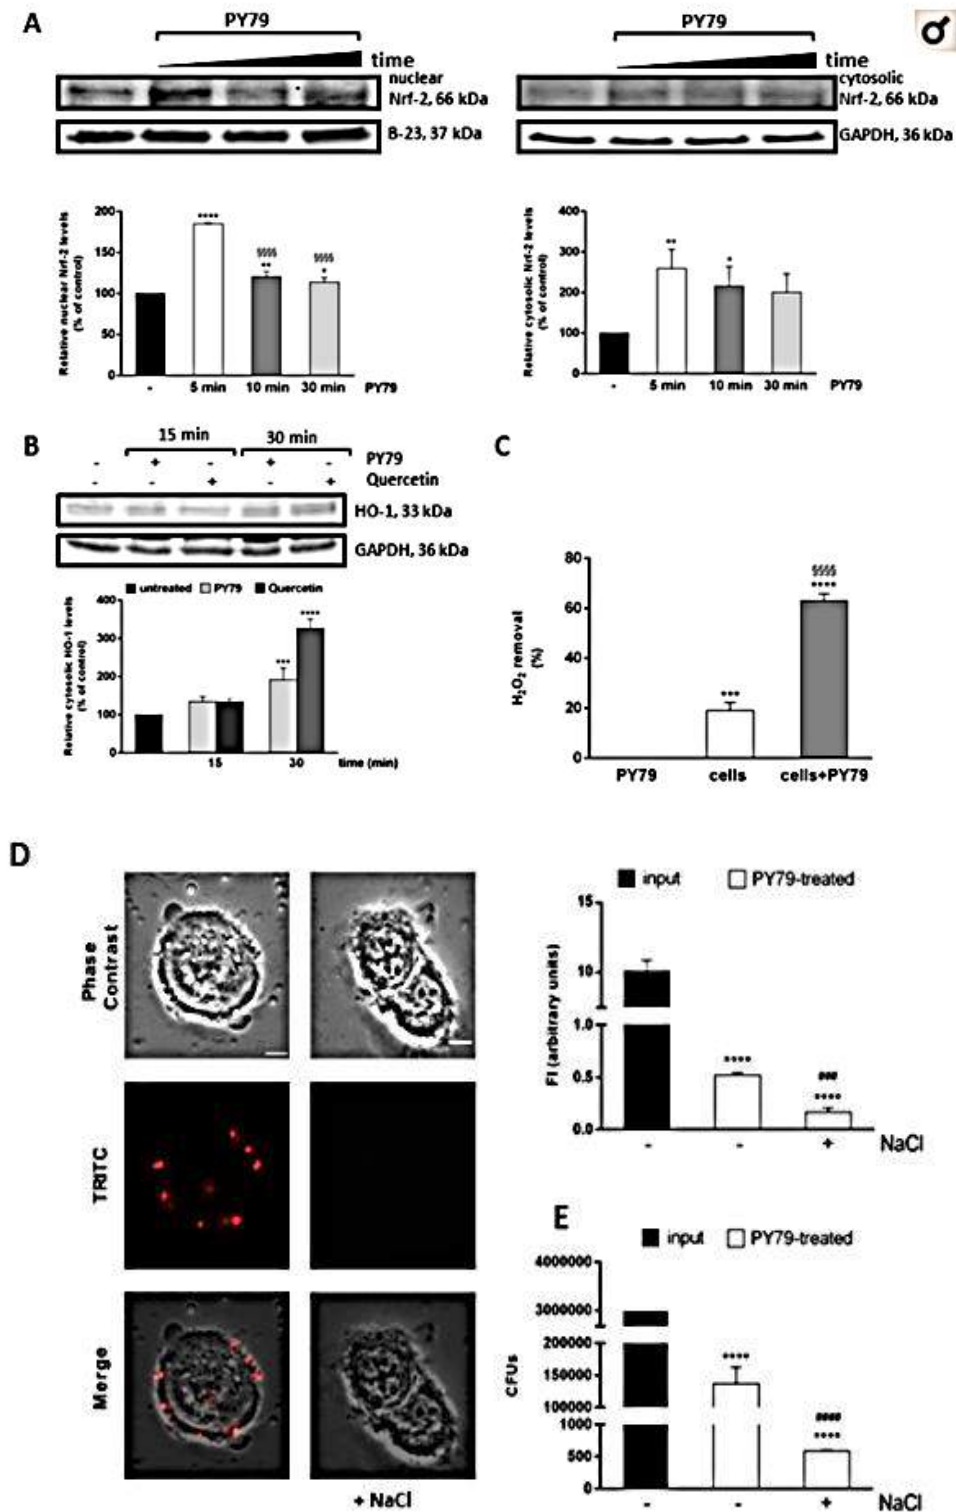 A
PY79
time
nuclear
Nrf-2, 66 kDa
B-23, 37 kDa
PY79
time
cytosolic
Nrf-2, 66 kDa
GAPDH, 36 kDa
Relative nuclear Nrf-2 levels
(% of control)
200
150
100
50
0
****
§§§§
**
§§§§
*
- 5 min 10 min 30 min PY79
Relative cytosolic Nrf-2 levels
(% of control)
400
300
200
100
0
**
*
- 5 min 10 min 30 min PY79
B
15 min 30 min
- + - + - PY79
- - + - + Quercetin
HO-1, 33 kDa
GAPDH, 36 kDa
untreated PY79 Quercetin
Relative cytosolic HO-1 levels
(% of control)
400
300
200
100
0
***
****
15 30 time (min)
C
H₂O₂ removal
(%)
80
60
40
20
0
***
§§§§
****
PY79 cells cells+PY79
D
Phase
Contrast
TRITC
Merge
+ NaCl
input PY79-treated
FI (arbitrary units)
15
10
1.0
0.5
0.0
****
###
****
- - + NaCl
E
input PY79-treated
CFUs
4000000
3000000
200000
150000
100000
1000
500
0
****
####
****
- - + NaCl